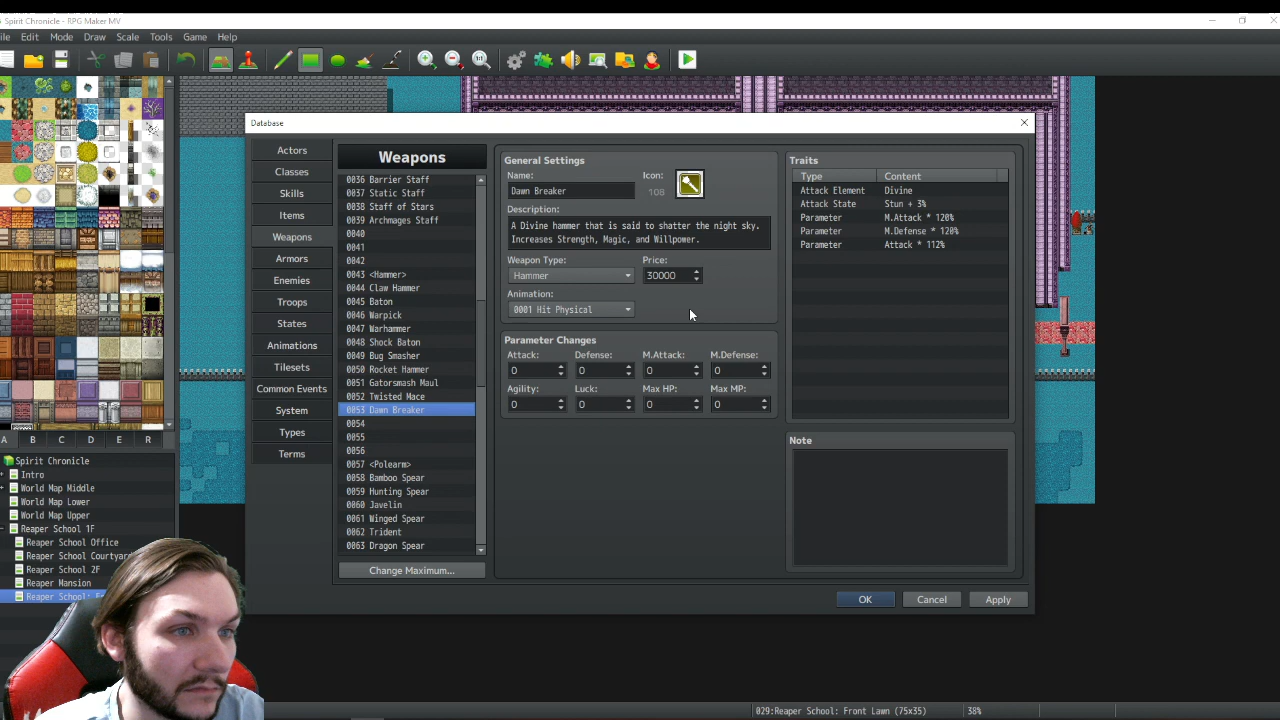 Spirit Chronicle - RPG Maker MV
ile Edit Mode Draw Scale Tools Game Help
Database
Actors
Classes
Skills
Items
Weapons
Armors
Enemies
Troops
States
Animations
Tilesets
Common Events
System
Types
Terms
Weapons
0036 Barrier Staff
0037 Static Staff
0038 Staff of Stars
0039 Archmages Staff
0040
0041
0042
0043 <Hammer>
0044 Claw Hammer
0045 Baton
0046 Warpick
0047 Warhammer
0048 Shock Baton
0049 Bug Smasher
0050 Rocket Hammer
0051 Gatorsmash Maul
0052 Twisted Mace
0053 Dawn Breaker
0054
0055
0056
0057 <Polearm>
0058 Bamboo Spear
0059 Hunting Spear
0060 Javelin
0061 Winged Spear
0062 Trident
0063 Dragon Spear
Change Maximum...
General Settings
Name: Icon:
Dawn Breaker 108
Description:
A Divine hammer that is said to shatter the night sky.
Increases Strength, Magic, and Willpower.
Weapon Type: Price:
Hammer 30000
Animation:
0001 Hit Physical
Parameter Changes
Attack: Defense: M.Attack: M.Defense:
0 0 0 0
Agility: Luck: Max HP: Max MP:
0 0 0 0
Traits
Type Content
Attack Element Divine
Attack State Stun + 3%
Parameter M.Attack * 120%
Parameter M.Defense * 120%
Parameter Attack * 112%
Note
OK Cancel Apply
A B C D E R
Spirit Chronicle
Intro
World Map Middle
World Map Lower
World Map Upper
Reaper School 1F
Reaper School Office
Reaper School Courtyard
Reaper School 2F
Reaper Mansion
Reaper School: F
029:Reaper School: Front Lawn (75x35) 38%